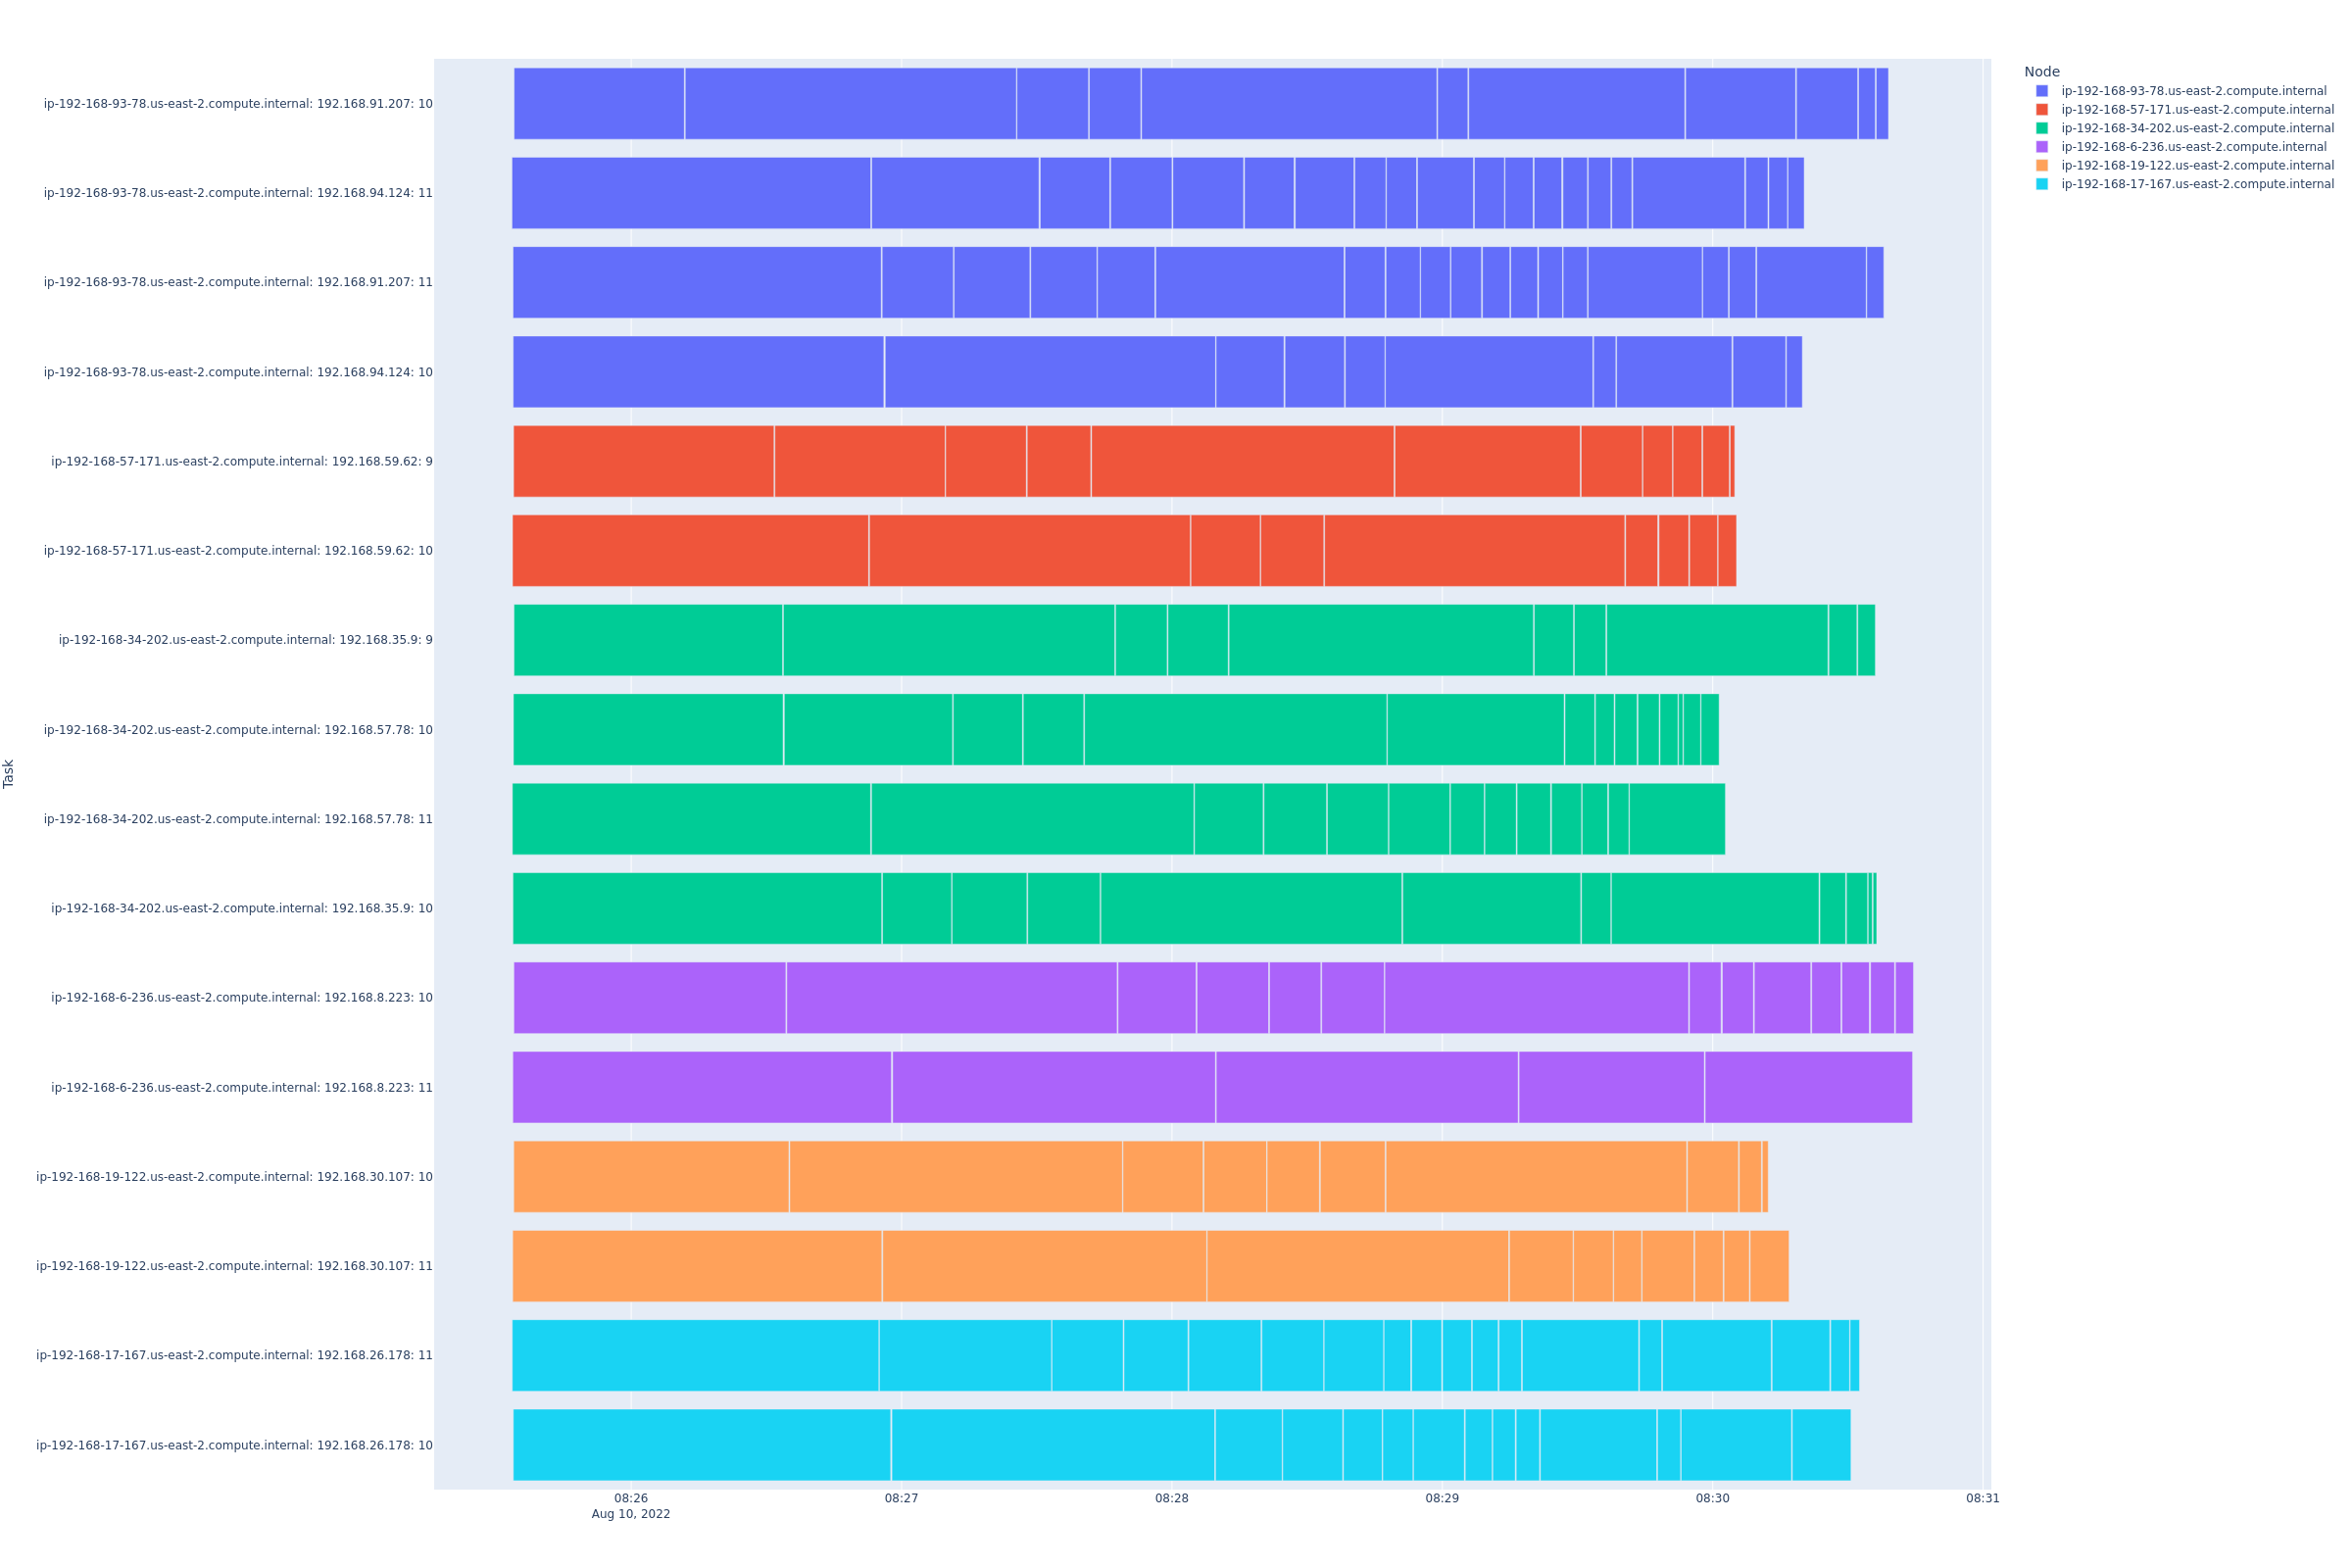 Node
ip-192-168-93-78.us-east-2.compute.internal
ip-192-168-57-171.us-east-2.compute.internal
ip-192-168-34-202.us-east-2.compute.internal
ip-192-168-6-236.us-east-2.compute.internal
ip-192-168-19-122.us-east-2.compute.internal
ip-192-168-17-167.us-east-2.compute.internal
ip-192-168-93-78.us-east-2.compute.internal: 192.168.91.207: 10
ip-192-168-93-78.us-east-2.compute.internal: 192.168.94.124: 11
ip-192-168-93-78.us-east-2.compute.internal: 192.168.91.207: 11
ip-192-168-93-78.us-east-2.compute.internal: 192.168.94.124: 10
ip-192-168-57-171.us-east-2.compute.internal: 192.168.59.62: 9
ip-192-168-57-171.us-east-2.compute.internal: 192.168.59.62: 10
ip-192-168-34-202.us-east-2.compute.internal: 192.168.35.9: 9
ip-192-168-34-202.us-east-2.compute.internal: 192.168.57.78: 10
Task
ip-192-168-34-202.us-east-2.compute.internal: 192.168.57.78: 11
ip-192-168-34-202.us-east-2.compute.internal: 192.168.35.9: 10
ip-192-168-6-236.us-east-2.compute.internal: 192.168.8.223: 10
ip-192-168-6-236.us-east-2.compute.internal: 192.168.8.223: 11
ip-192-168-19-122.us-east-2.compute.internal: 192.168.30.107: 10
ip-192-168-19-122.us-east-2.compute.internal: 192.168.30.107: 11
ip-192-168-17-167.us-east-2.compute.internal: 192.168.26.178: 11
ip-192-168-17-167.us-east-2.compute.internal: 192.168.26.178: 10
08:26 08:27 08:28 08:29 08:30 08:31
Aug 10, 2022